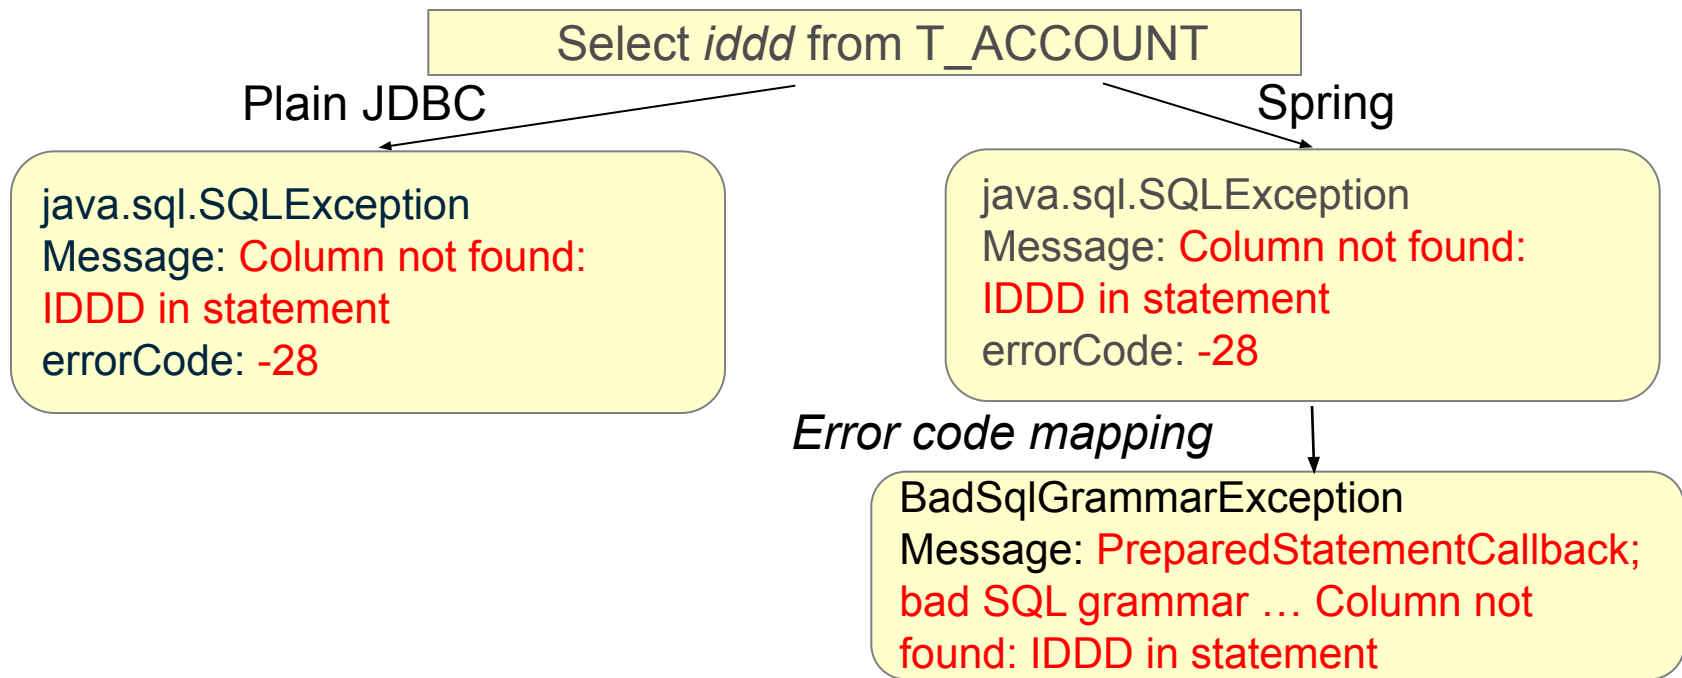 Select iddd from T_ACCOUNT
Plain JDBC
Spring
java.sql.SQLException
Message: Column not found:
IDDD in statement
errorCode: -28
java.sql.SQLException
Message: Column not found:
IDDD in statement
errorCode: -28
Error code mapping
BadSqlGrammarException
Message: PreparedStatementCallback;
bad SQL grammar … Column not
found: IDDD in statement